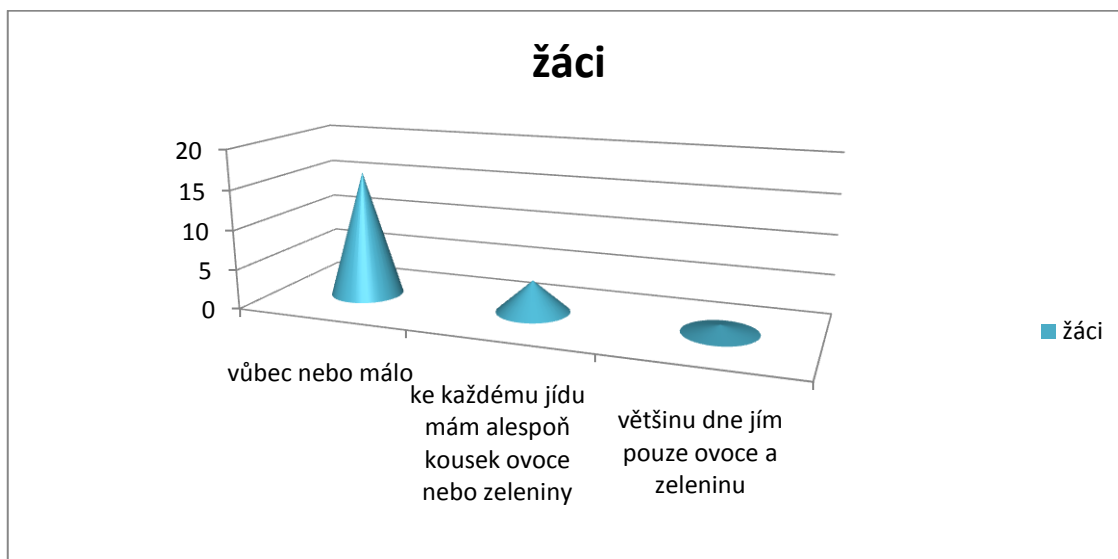 žáci
20
15
10
5
0
vůbec nebo málo
ke každému jídu
mám alespoň
kousek ovoce
nebo zeleniny
většinu dne jím
pouze ovoce a
zeleninu
žáci